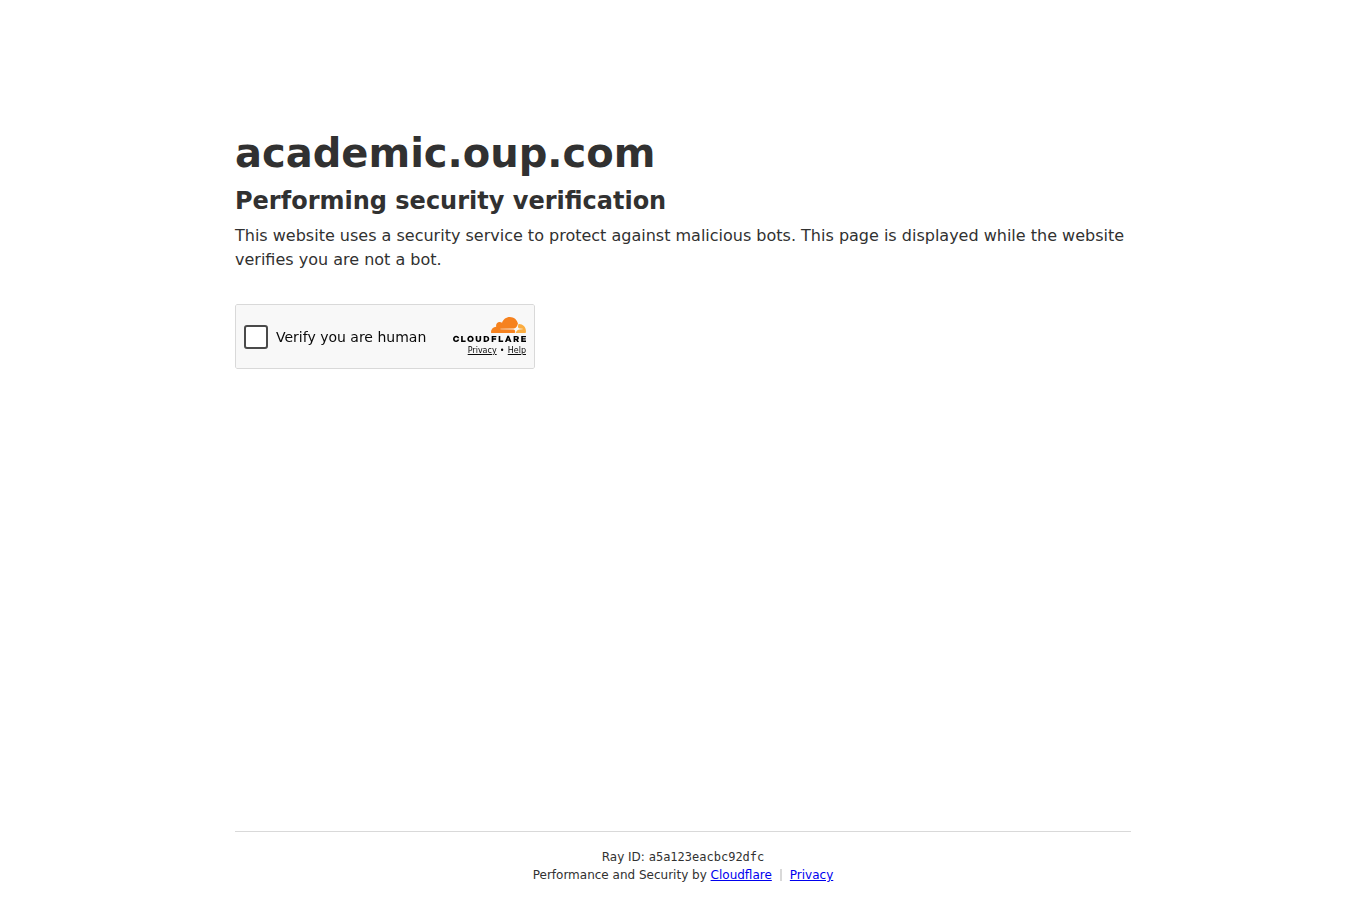 academic.oup.com
Performing security verification
This website uses a security service to protect against malicious bots. This page is displayed while the website
verifies you are not a bot.
Verify you are human
CLOUDFLARE
Privacy • Help
Ray ID: a5a123eacbc92dfc
Performance and Security by Cloudflare | Privacy